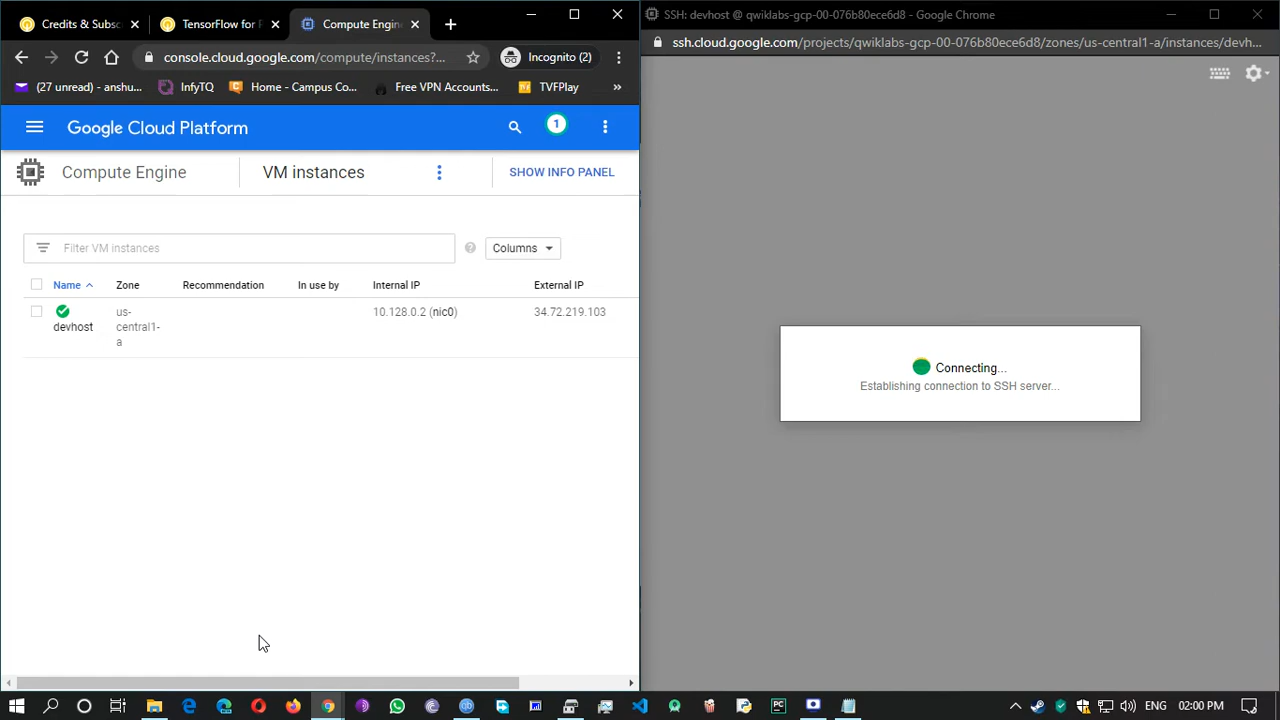 Credits & Subsc
TensorFlow for P
Compute Engin
SSH: devhost @ qwiklabs-gcp-00-076b80ece6d8 - Google Chrome
console.cloud.google.com/compute/instances?...
Incognito (2)
ssh.cloud.google.com/projects/qwiklabs-gcp-00-076b80ece6d8/zones/us-central1-a/instances/devh...
(27 unread) - anshu...
InfyTQ
Home - Campus Co...
Free VPN Accounts...
TVFPlay
»
Google Cloud Platform
1
Compute Engine
VM instances
SHOW INFO PANEL
Filter VM instances
Columns
Name
Zone
Recommendation
In use by
Internal IP
External IP
devhost
us-
central1-
a
10.128.0.2 (nic0)
34.72.219.103
Connecting...
Establishing connection to SSH server...
ENG
02:00 PM